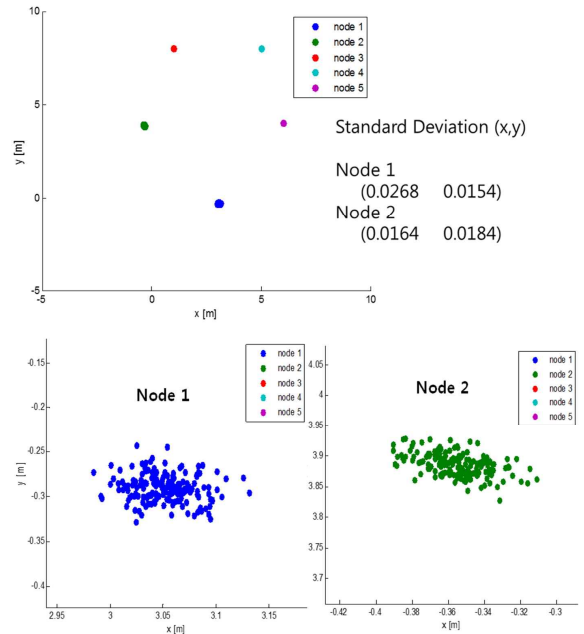 10
5
0
-5
-5
0
5
10
y [m]
x [m]
node 1
node 2
node 3
node 4
node 5
Standard Deviation (x,y)
Node 1
(0.0268 0.0154)
Node 2
(0.0164 0.0184)
-0.15
-0.2
-0.25
-0.3
-0.35
-0.4
2.95
3
3.05
3.1
3.15
y [m]
x [m]
Node 1
node 1
node 2
node 3
node 4
node 5
4.05
4
3.95
3.9
3.85
3.8
3.75
3.7
-0.42
-0.4
-0.38
-0.36
-0.34
-0.32
-0.3
y [m]
x [m]
Node 2
node 1
node 2
node 3
node 4
node 5